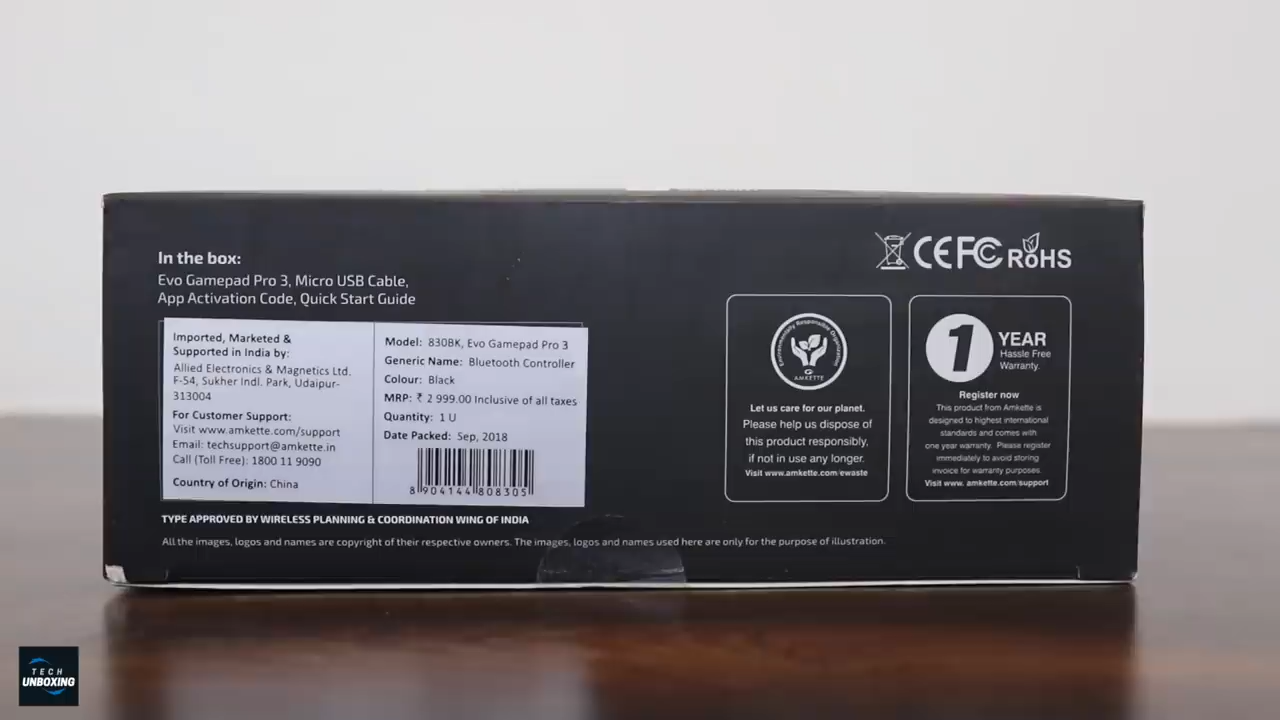 In the box:
Evo Gamepad Pro 3, Micro USB Cable,
App Activation Code, Quick Start Guide
Imported, Marketed &
Supported in India by:
Allied Electronics & Magnetics Ltd.
F-54, Sukher Indl. Park, Udaipur-
313004
For Customer Support:
Visit www.amkette.com/support
Email: techsupport@amkette.in
Call (Toll Free): 1800 11 9090
Country of Origin: China
Model: 830BK, Evo Gamepad Pro 3
Generic Name: Bluetooth Controller
Colour: Black
MRP: ₹ 2 999.00 Inclusive of all taxes
Quantity: 1 U
Date Packed: Sep, 2018
8 904144 808305
TYPE APPROVED BY WIRELESS PLANNING & COORDINATION WING OF INDIA
All the images, logos and names are copyright of their respective owners. The images, logos and names used here are only for the purpose of illustration.
CE FC RoHS
Environmentally Responsible Organization
AMKETTE
Let us care for our planet.
Please help us dispose of
this product responsibly,
if not in use any longer.
Visit www.amkette.com/ewaste
1 YEAR
Hassle Free
Warranty.
Register now
This product from Amkette is
designed to highest international
standards and comes with
one year warranty. Please register
immediately to avoid storing
invoice for warranty purposes.
Visit www. amkette.com/support
TECH
UNBOXING